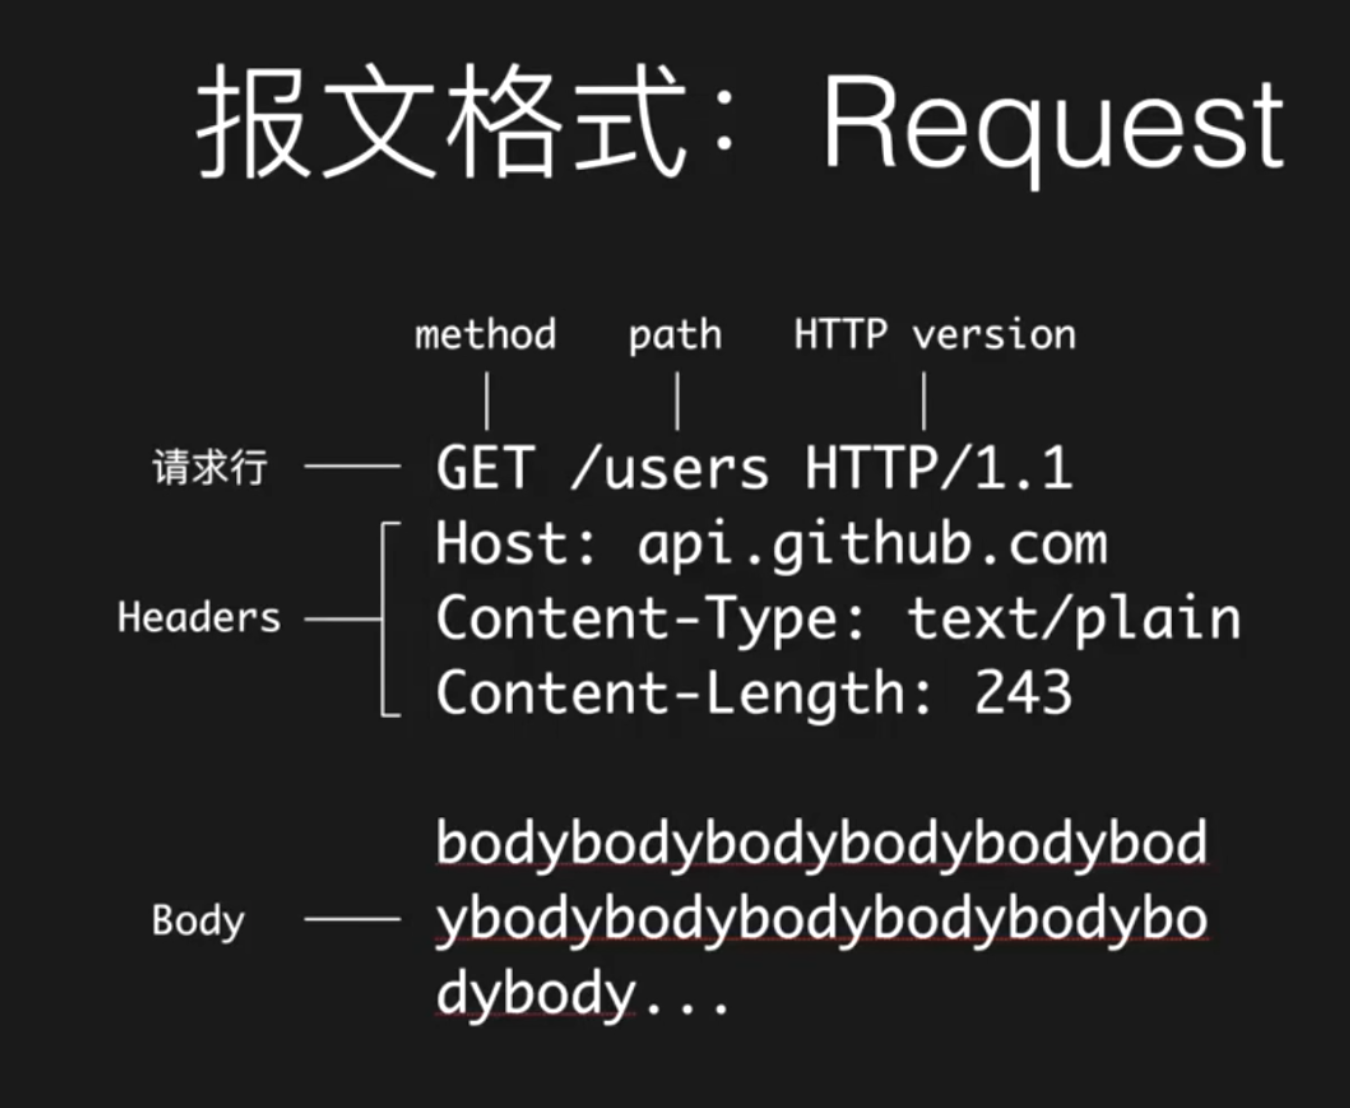 报文格式：Request
method path HTTP version
请求行 GET /users HTTP/1.1
Host: api.github.com
Headers Content-Type: text/plain
Content-Length: 243
bodybodybodybodybodybod
Body ybodybodybodybodybodybo
dybody...